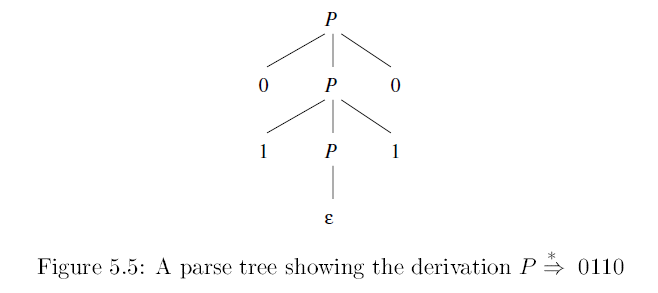 P
0 P 0
1 P 1
ε
Figure 5.5: A parse tree showing the derivation P ⇒* 0110